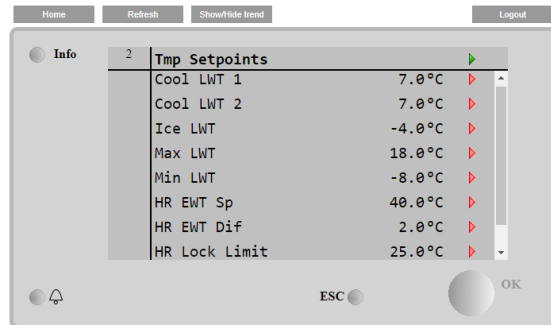 Home Refresh Show/Hide trend Logout
Info 2 Tmp Setpoints
Cool LWT 1 7.0°C
Cool LWT 2 7.0°C
Ice LWT -4.0°C
Max LWT 18.0°C
Min LWT -8.0°C
HR EWT Sp 40.0°C
HR EWT Dif 2.0°C
HR Lock Limit 25.0°C
ESC OK